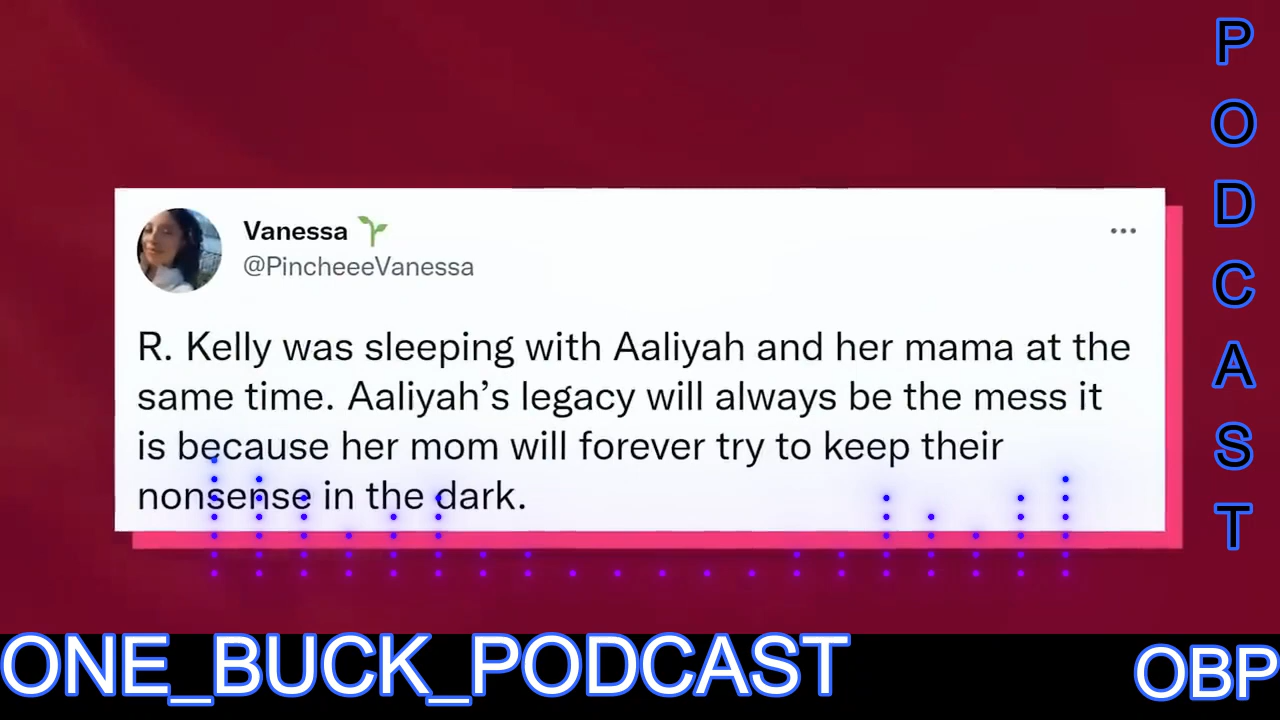 Vanessa 🌱
@PincheeeVanessa
R. Kelly was sleeping with Aaliyah and her mama at the
same time. Aaliyah’s legacy will always be the mess it
is because her mom will forever try to keep their
nonsense in the dark.
PODCAST
ONE_BUCK_PODCAST
OBP